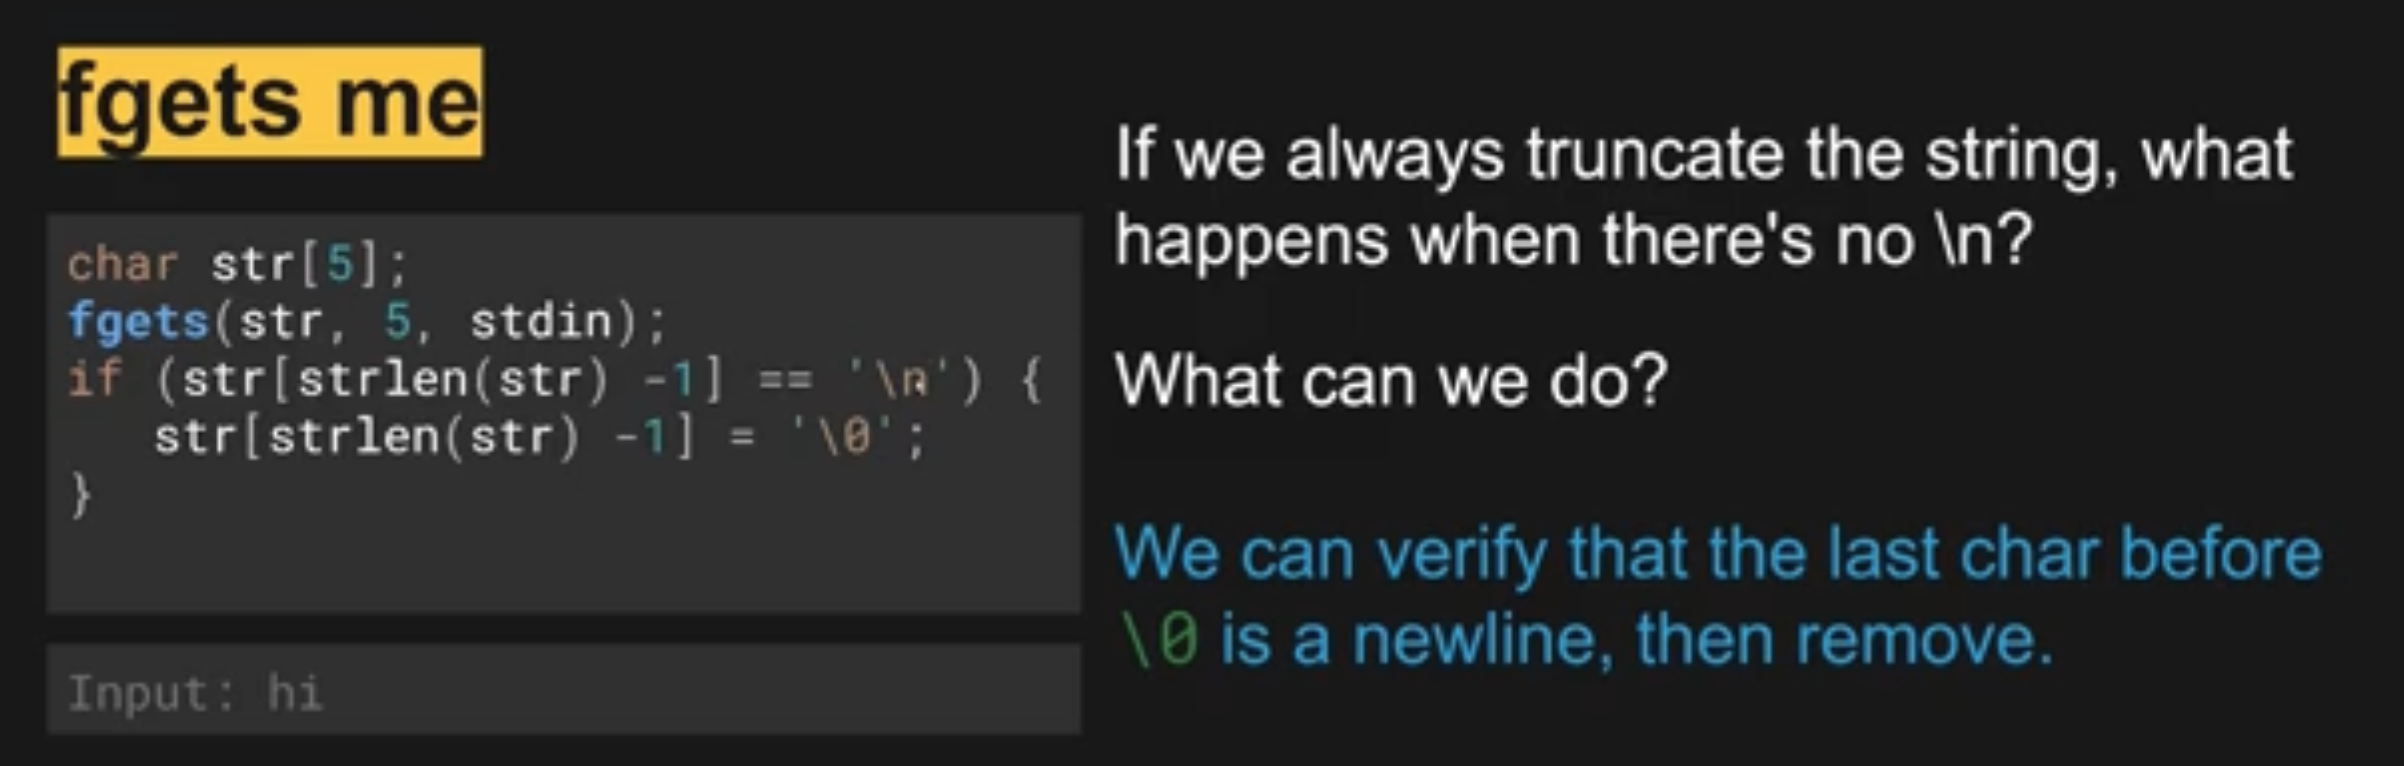 fgets me
char str[5];
fgets(str, 5, stdin);
if (str[strlen(str) -1] == '\n') {
   str[strlen(str) -1] = '\0';
}
Input: hi
If we always truncate the string, what
happens when there's no \n?
What can we do?
We can verify that the last char before
\0 is a newline, then remove.